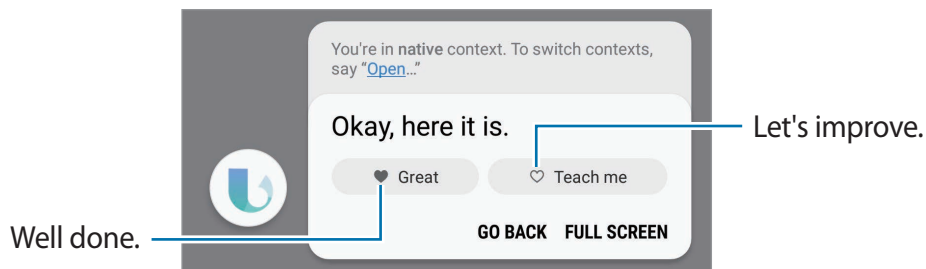 You're in native context. To switch contexts,
say “Open…”
Okay, here it is.
Let's improve.
Great
Teach me
Well done.
GO BACK FULL SCREEN